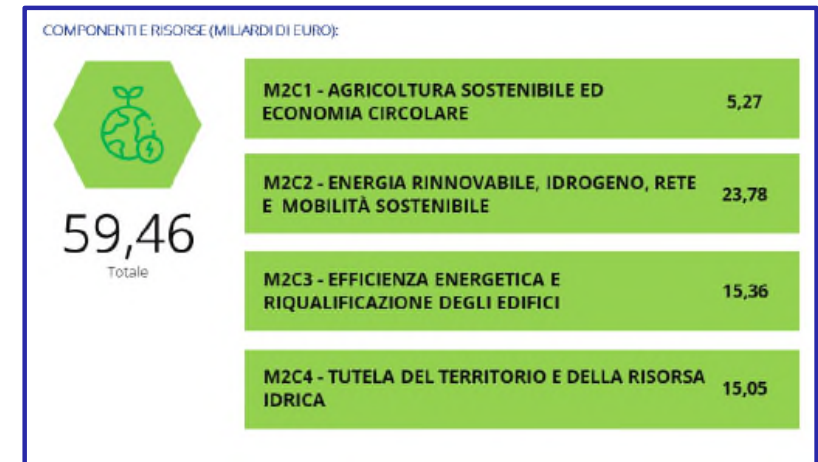 COMPONENTI E RISORSE (MILIARDI DI EURO):
59,46
Totale
M2C1 - AGRICOLTURA SOSTENIBILE ED
ECONOMIA CIRCOLARE
5,27
M2C2 - ENERGIA RINNOVABILE, IDROGENO, RETE
E MOBILITÀ SOSTENIBILE
23,78
M2C3 - EFFICIENZA ENERGETICA E
RIQUALIFICAZIONE DEGLI EDIFICI
15,36
M2C4 - TUTELA DEL TERRITORIO E DELLA RISORSA
IDRICA
15,05